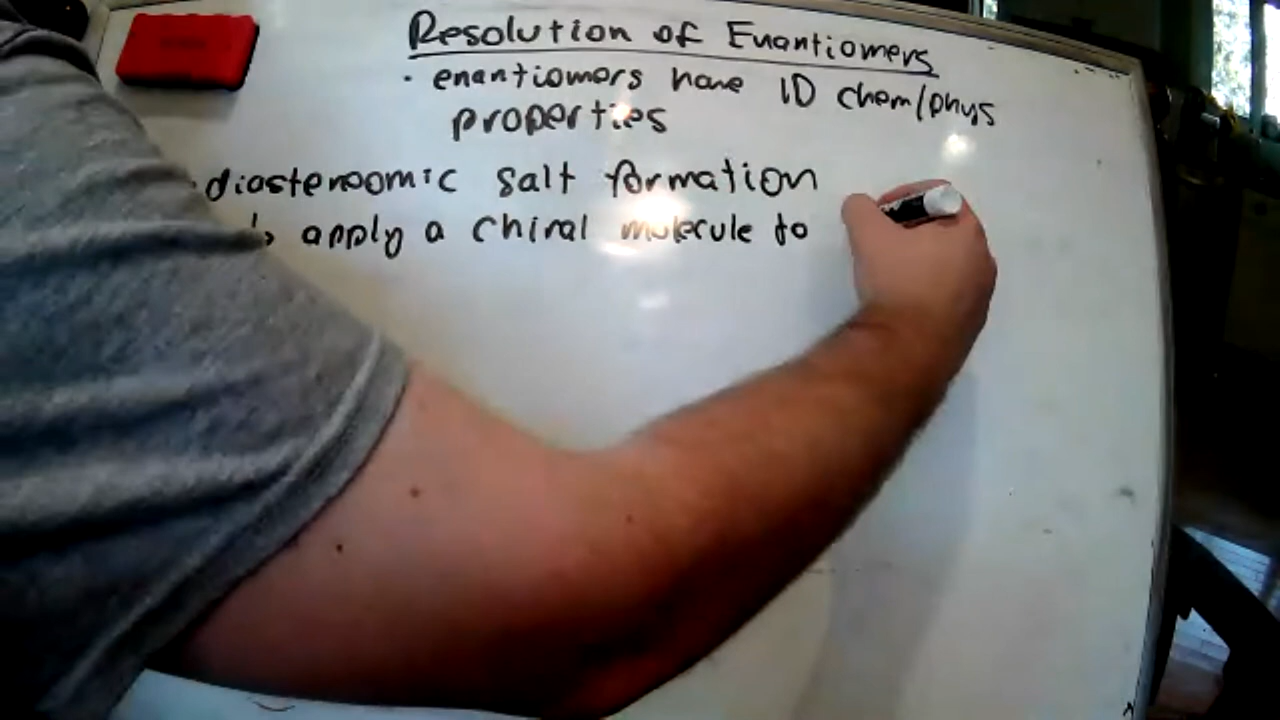 Resolution of Enantiomers
· enantiomers have ID chem/phys
properties
diastereomic salt formation
↳ apply a chiral molecule to